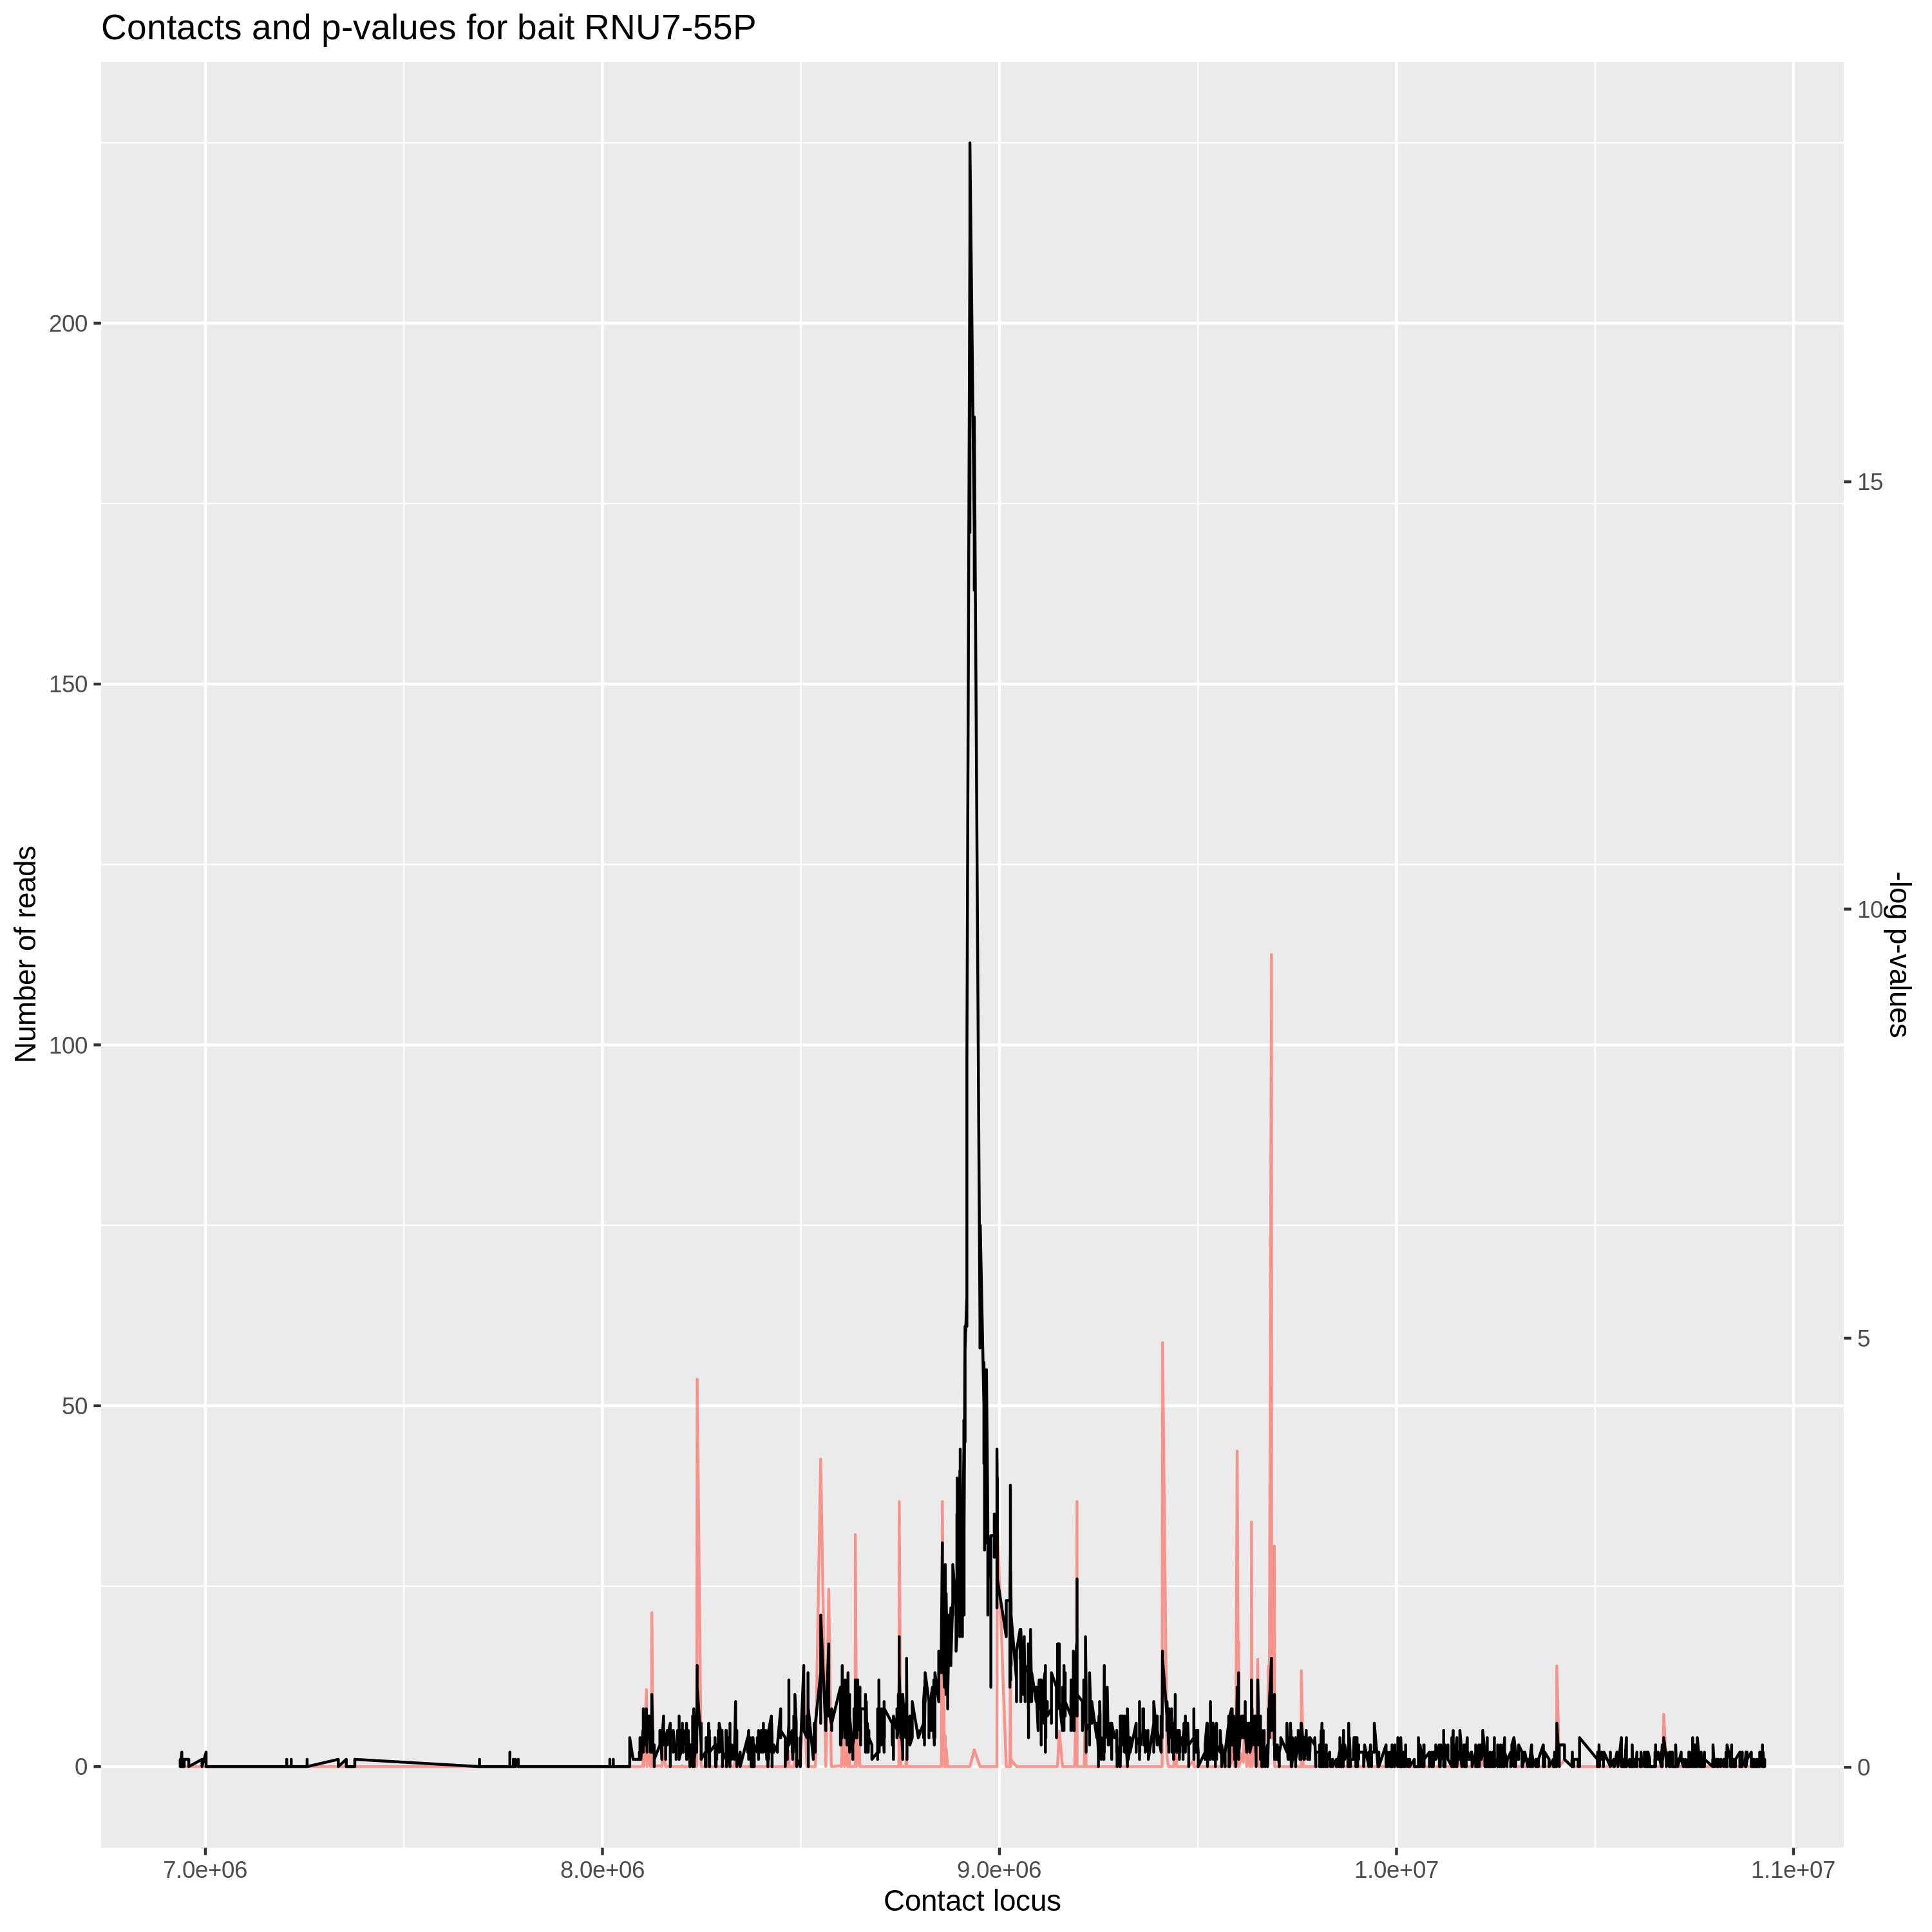 Contacts and p-values for bait RNU7-55P
200
150
100
50
0
Number of reads
15
10
5
0
-log p-values
7.0e+06
8.0e+06
9.0e+06
1.0e+07
1.1e+07
Contact locus